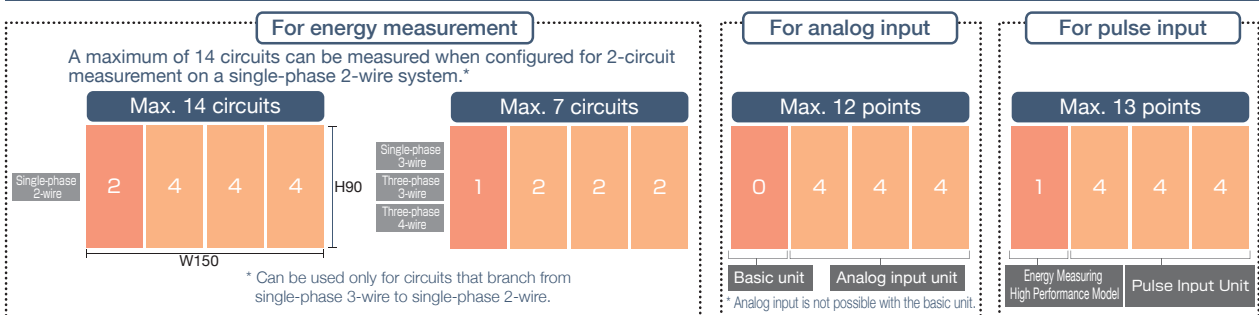 For energy measurement
A maximum of 14 circuits can be measured when configured for 2-circuit
measurement on a single-phase 2-wire system.*
Max. 14 circuits
Single-phase
2-wire
2 4 4 4
H90
W150
Max. 7 circuits
Single-phase
3-wire
Three-phase
3-wire
Three-phase
4-wire
1 2 2 2
* Can be used only for circuits that branch from
single-phase 3-wire to single-phase 2-wire.
For analog input
Max. 12 points
0 4 4 4
Basic unit
Analog input unit
* Analog input is not possible with the basic unit.
For pulse input
Max. 13 points
1 4 4 4
Energy Measuring
High Performance Model
Pulse Input Unit